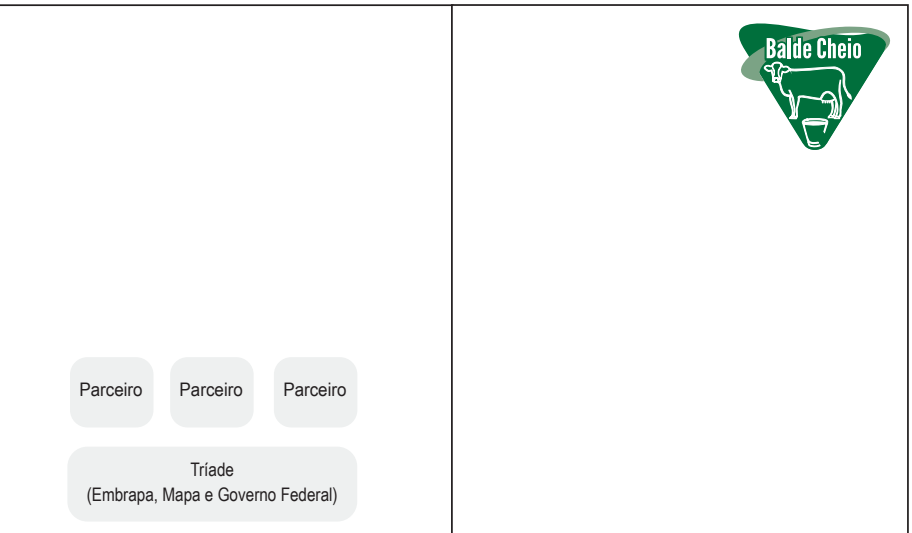 Balde Cheio
Parceiro
Parceiro
Parceiro
Tríade
(Embrapa, Mapa e Governo Federal)